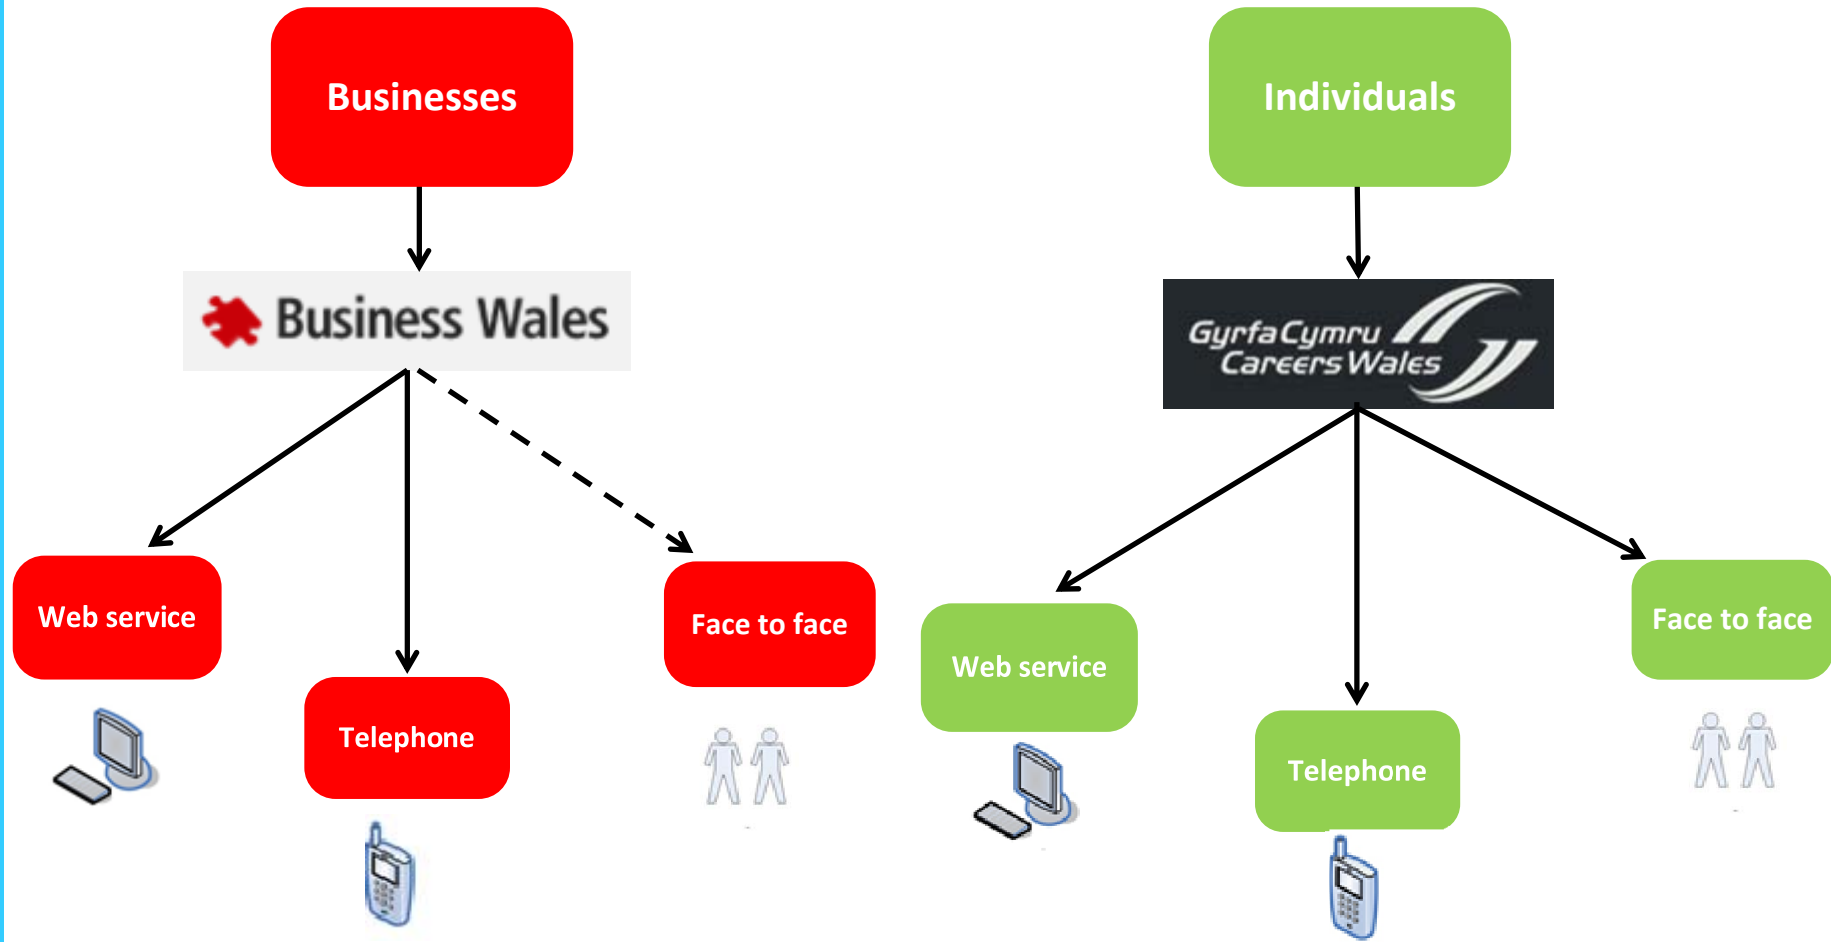 Businesses
Individuals
Business Wales
Gyrfa Cymru
Careers Wales
Web service
Telephone
Face to face
Web service
Telephone
Face to face